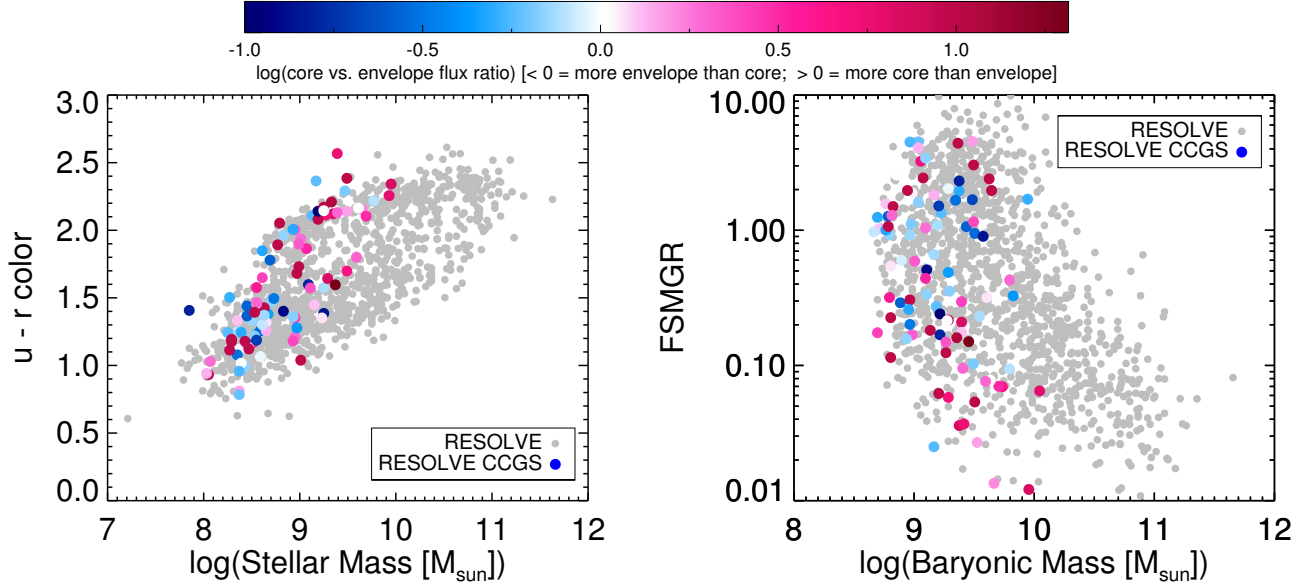 -1.0 -0.5 0.0 0.5 1.0
log(core vs. envelope flux ratio) [< 0 = more envelope than core; > 0 = more core than envelope]
3.0
2.5
2.0
1.5
1.0
0.5
0.0
u - r color
RESOLVE
RESOLVE CCGS
7 8 9 10 11 12
log(Stellar Mass [Msun])
10.00
1.00
0.10
0.01
FSMGR
RESOLVE
RESOLVE CCGS
8 9 10 11 12
log(Baryonic Mass [Msun])